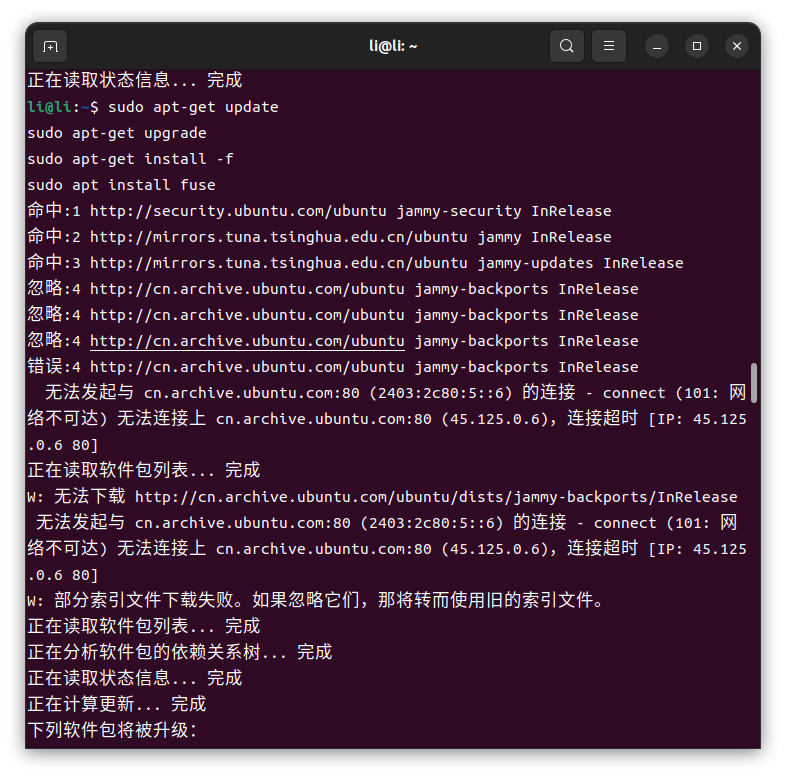 li@li: ~
正在读取状态信息... 完成
li@li:~$ sudo apt-get update
sudo apt-get upgrade
sudo apt-get install -f
sudo apt install fuse
命中:1 http://security.ubuntu.com/ubuntu jammy-security InRelease
命中:2 http://mirrors.tuna.tsinghua.edu.cn/ubuntu jammy InRelease
命中:3 http://mirrors.tuna.tsinghua.edu.cn/ubuntu jammy-updates InRelease
忽略:4 http://cn.archive.ubuntu.com/ubuntu jammy-backports InRelease
忽略:4 http://cn.archive.ubuntu.com/ubuntu jammy-backports InRelease
忽略:4 http://cn.archive.ubuntu.com/ubuntu jammy-backports InRelease
错误:4 http://cn.archive.ubuntu.com/ubuntu jammy-backports InRelease
  无法发起与 cn.archive.ubuntu.com:80 (2403:2c80:5::6) 的连接 - connect (101: 网
络不可达) 无法连接上 cn.archive.ubuntu.com:80 (45.125.0.6)，连接超时 [IP: 45.125
.0.6 80]
正在读取软件包列表... 完成
W: 无法下载 http://cn.archive.ubuntu.com/ubuntu/dists/jammy-backports/InRelease
 无法发起与 cn.archive.ubuntu.com:80 (2403:2c80:5::6) 的连接 - connect (101: 网
络不可达) 无法连接上 cn.archive.ubuntu.com:80 (45.125.0.6)，连接超时 [IP: 45.125
.0.6 80]
W: 部分索引文件下载失败。如果忽略它们，那将转而使用旧的索引文件。
正在读取软件包列表... 完成
正在分析软件包的依赖关系树... 完成
正在读取状态信息... 完成
正在计算更新... 完成
下列软件包将被升级：